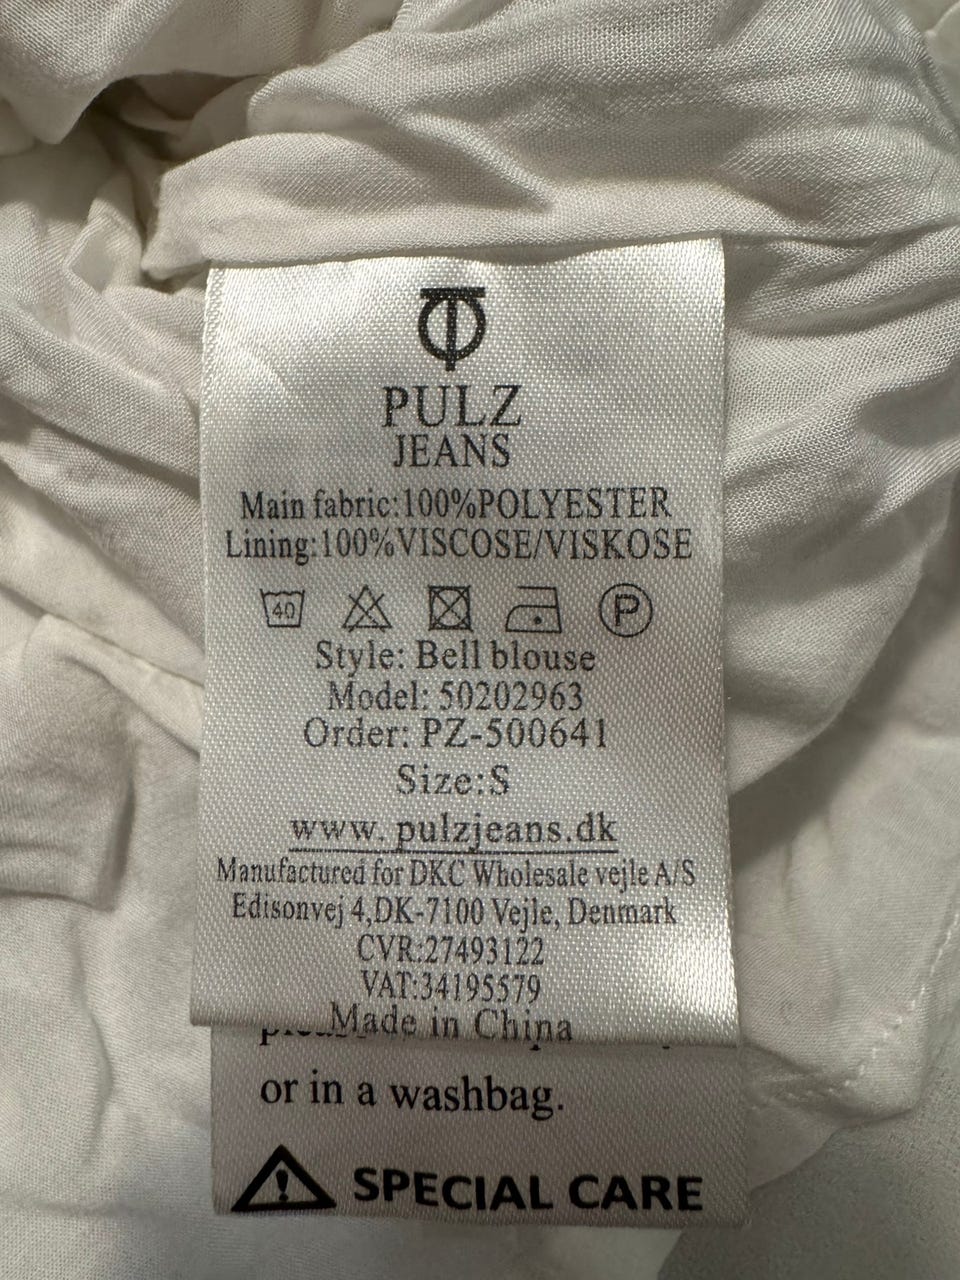 PULZ
JEANS
Main fabric:100%POLYESTER
Lining:100%VISCOSE/VISKOSE
40 P
Style: Bell blouse
Model: 50202963
Order: PZ-500641
Size:S
www. pulzjeans.dk
Manufactured for DKC Wholesale vejle A/S
Edisonvej 4,DK-7100 Vejle, Denmark
CVR:27493122
VAT:34195579
Made in China
or in a washbag.
SPECIAL CARE